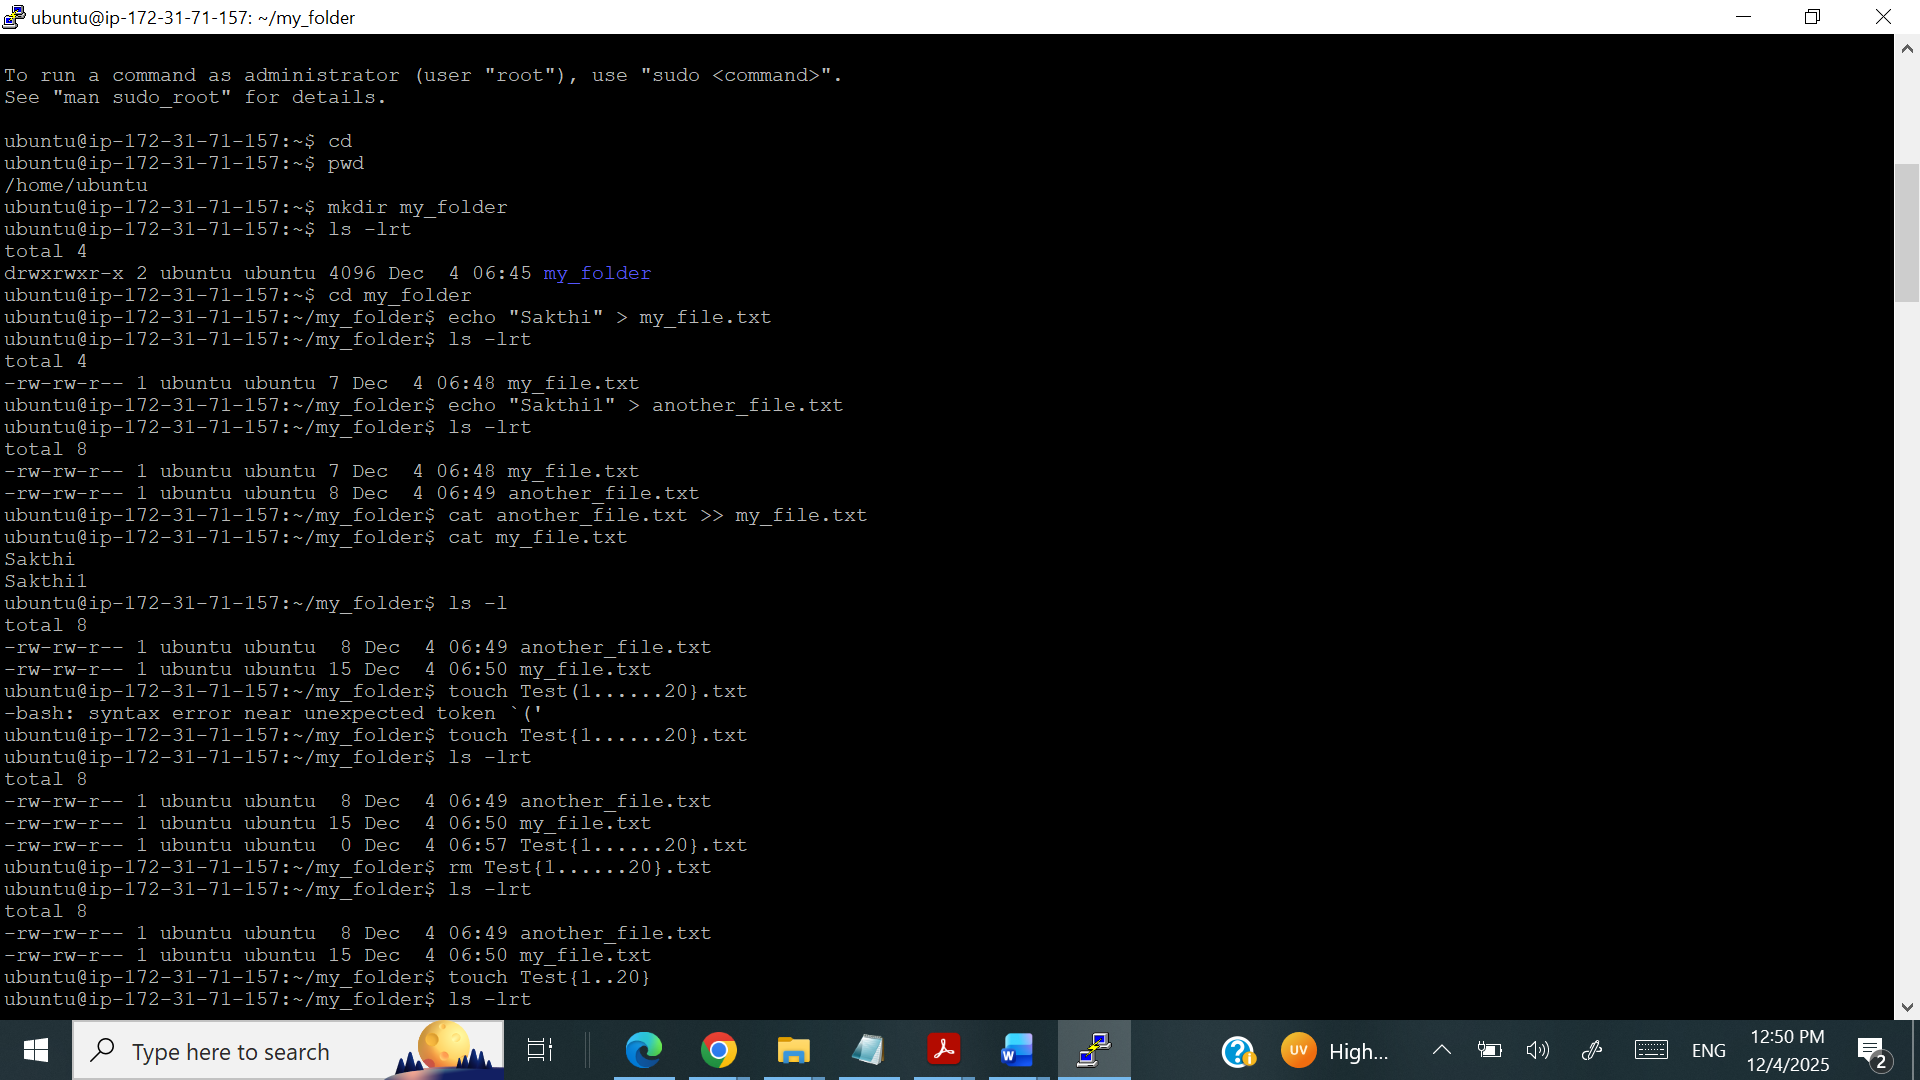 ubuntu@ip-172-31-71-157: ~/my_folder
To run a command as administrator (user "root"), use "sudo <command>".
See "man sudo_root" for details.
ubuntu@ip-172-31-71-157:~$ cd
ubuntu@ip-172-31-71-157:~$ pwd
/home/ubuntu
ubuntu@ip-172-31-71-157:~$ mkdir my_folder
ubuntu@ip-172-31-71-157:~$ ls -lrt
total 4
drwxrwxr-x 2 ubuntu ubuntu 4096 Dec  4 06:45 my_folder
ubuntu@ip-172-31-71-157:~$ cd my_folder
ubuntu@ip-172-31-71-157:~/my_folder$ echo "Sakthi" > my_file.txt
ubuntu@ip-172-31-71-157:~/my_folder$ ls -lrt
total 4
-rw-rw-r-- 1 ubuntu ubuntu 7 Dec  4 06:48 my_file.txt
ubuntu@ip-172-31-71-157:~/my_folder$ echo "Sakthi1" > another_file.txt
ubuntu@ip-172-31-71-157:~/my_folder$ ls -lrt
total 8
-rw-rw-r-- 1 ubuntu ubuntu 7 Dec  4 06:48 my_file.txt
-rw-rw-r-- 1 ubuntu ubuntu 8 Dec  4 06:49 another_file.txt
ubuntu@ip-172-31-71-157:~/my_folder$ cat another_file.txt >> my_file.txt
ubuntu@ip-172-31-71-157:~/my_folder$ cat my_file.txt
Sakthi
Sakthi1
ubuntu@ip-172-31-71-157:~/my_folder$ ls -l
total 8
-rw-rw-r-- 1 ubuntu ubuntu  8 Dec  4 06:49 another_file.txt
-rw-rw-r-- 1 ubuntu ubuntu 15 Dec  4 06:50 my_file.txt
ubuntu@ip-172-31-71-157:~/my_folder$ touch Test(1......20}.txt
-bash: syntax error near unexpected token `('
ubuntu@ip-172-31-71-157:~/my_folder$ touch Test{1......20}.txt
ubuntu@ip-172-31-71-157:~/my_folder$ ls -lrt
total 8
-rw-rw-r-- 1 ubuntu ubuntu  8 Dec  4 06:49 another_file.txt
-rw-rw-r-- 1 ubuntu ubuntu 15 Dec  4 06:50 my_file.txt
-rw-rw-r-- 1 ubuntu ubuntu  0 Dec  4 06:57 Test{1......20}.txt
ubuntu@ip-172-31-71-157:~/my_folder$ rm Test{1......20}.txt
ubuntu@ip-172-31-71-157:~/my_folder$ ls -lrt
total 8
-rw-rw-r-- 1 ubuntu ubuntu  8 Dec  4 06:49 another_file.txt
-rw-rw-r-- 1 ubuntu ubuntu 15 Dec  4 06:50 my_file.txt
ubuntu@ip-172-31-71-157:~/my_folder$ touch Test{1..20}
ubuntu@ip-172-31-71-157:~/my_folder$ ls -lrt
Type here to search
UV High...
ENG
12:50 PM
12/4/2025
2